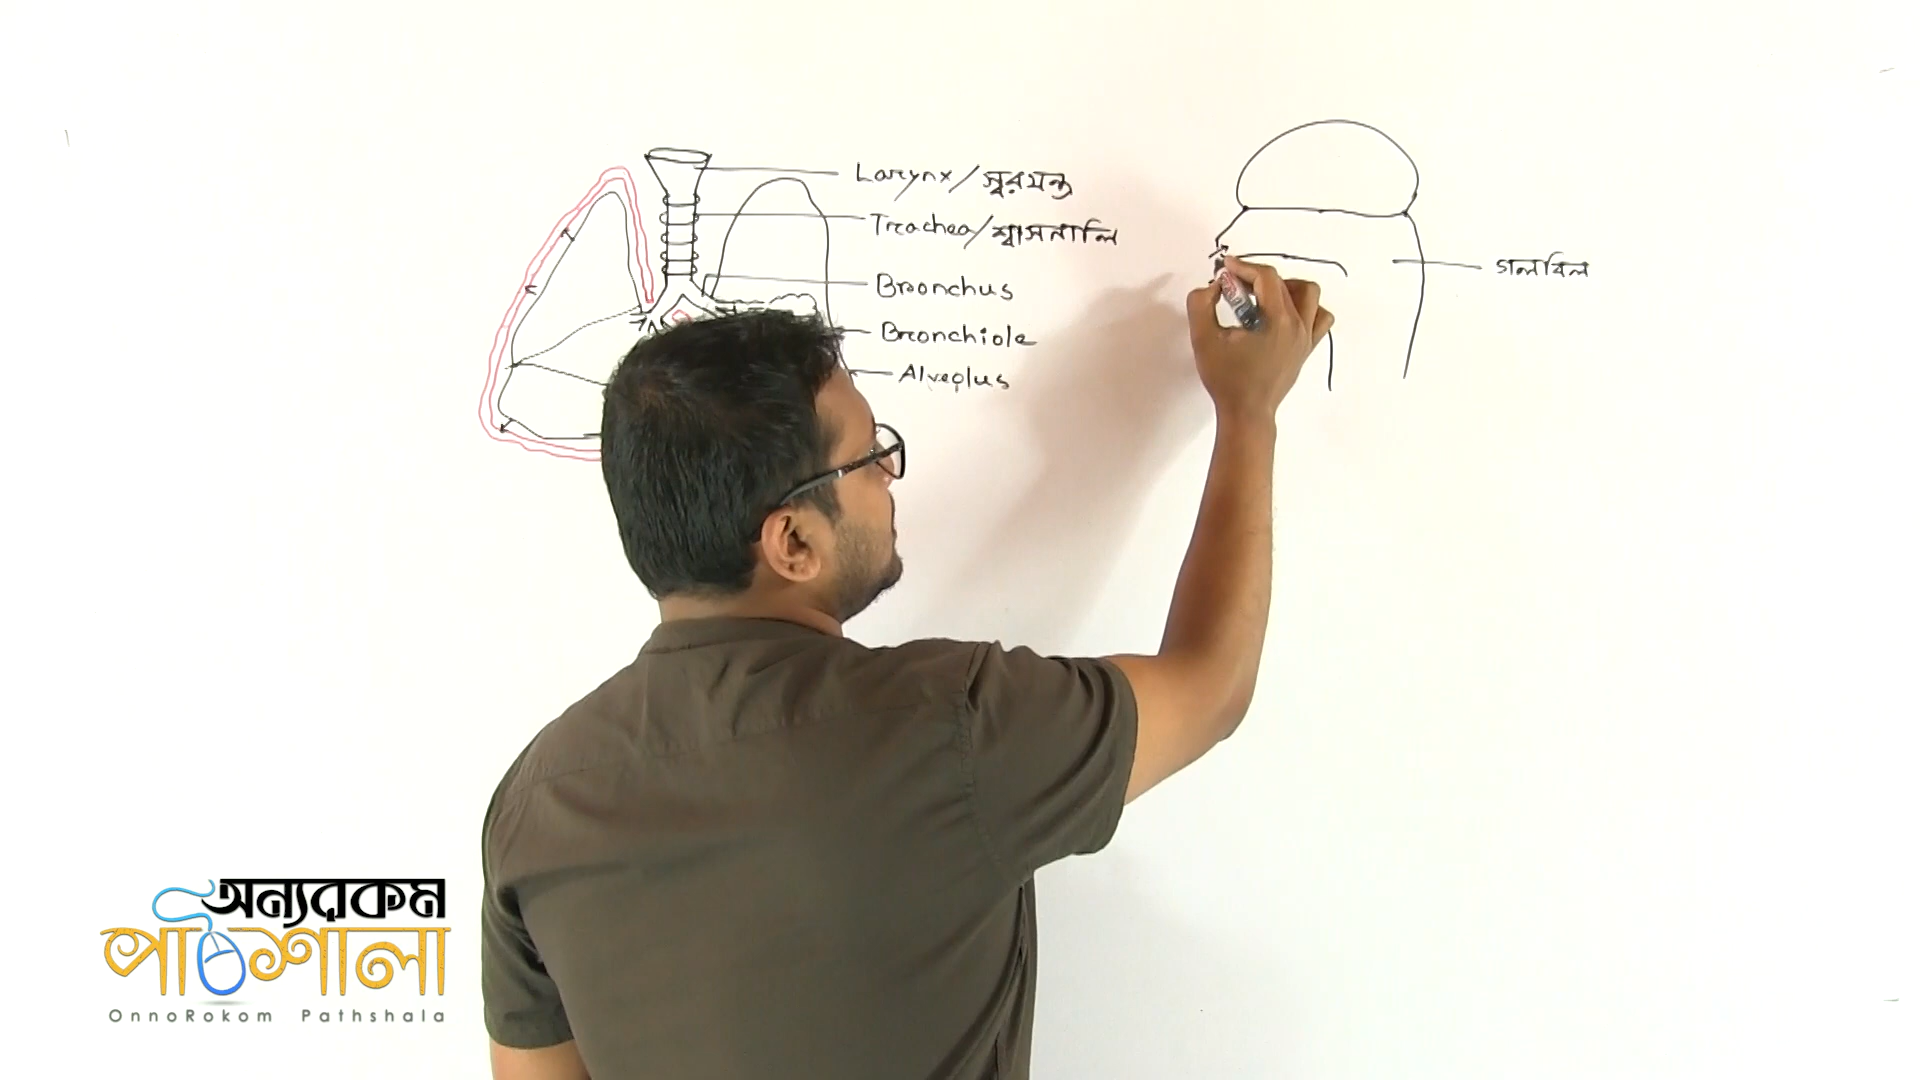 Larynx/স্বরযন্ত্র
Trachea/শ্বাসনালি
Bronchus
Bronchiole
Alveolus
গলবিল
অন্যরকম
পাঠশালা
OnnoRokom Pathshala